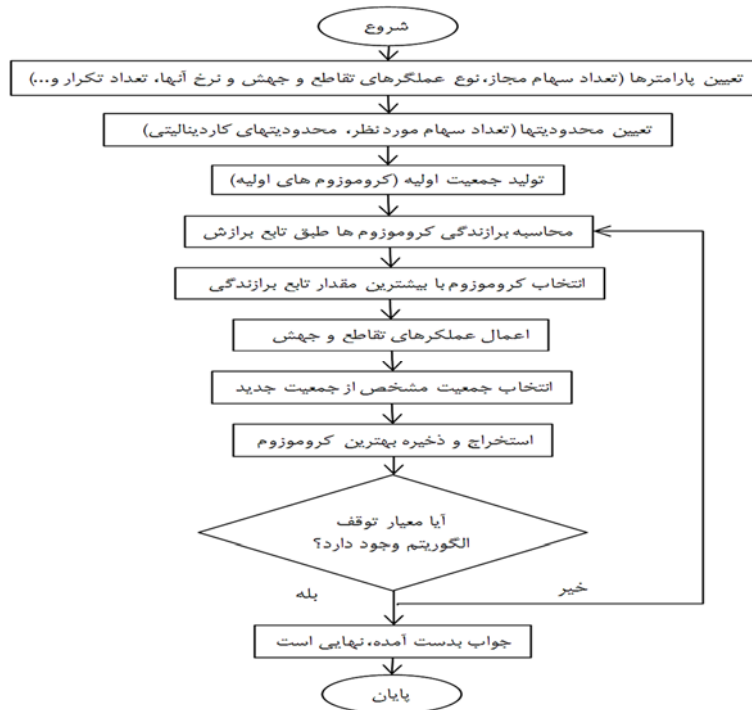 شروع
تعیین پارامترها (تعداد سهام مجاز، نوع عملگرهای تقاطع و جهش و نرخ آنها، تعداد تکرار و...)
تعیین محدودیتها (تعداد سهام مورد نظر، محدودیتهای کاردینالیتی)
تولید جمعیت اولیه (کروموزوم های اولیه)
محاسبه برازندگی کروموزوم ها طبق تابع برازش
انتخاب کروموزوم با بیشترین مقدار تابع برازندگی
اعمال عملکرهای تقاطع و جهش
انتخاب جمعیت مشخص از جمعیت جدید
استخراج و ذخیره بهترین کروموزوم
آیا معیار توقف
الگوریتم وجود دارد؟
خیر
بله
جواب بدست آمده، نهایی است
پایان